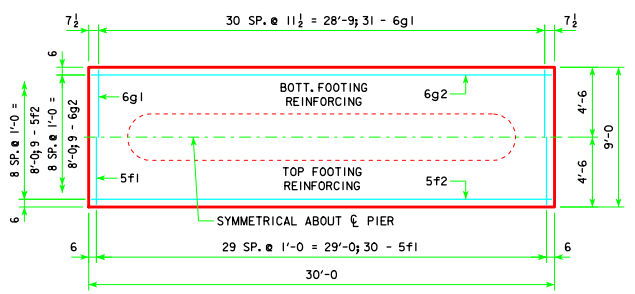 7½
30 SP.@ 11½ = 28'-9; 31 - 6g1
7½
6
BOTT. FOOTING
REINFORCING
6g1
6g2
8 SP.@ 1'-0 =
8'-0; 9 - 5f2
8 SP.@ 1'-0 =
8'-0; 9 - 6g2
4'-6
9'-0
4'-6
TOP FOOTING
REINFORCING
5f1
5f2
6
SYMMETRICAL ABOUT ℄ PIER
6
29 SP.@ 1'-0 = 29'-0; 30 - 5f1
6
30'-0